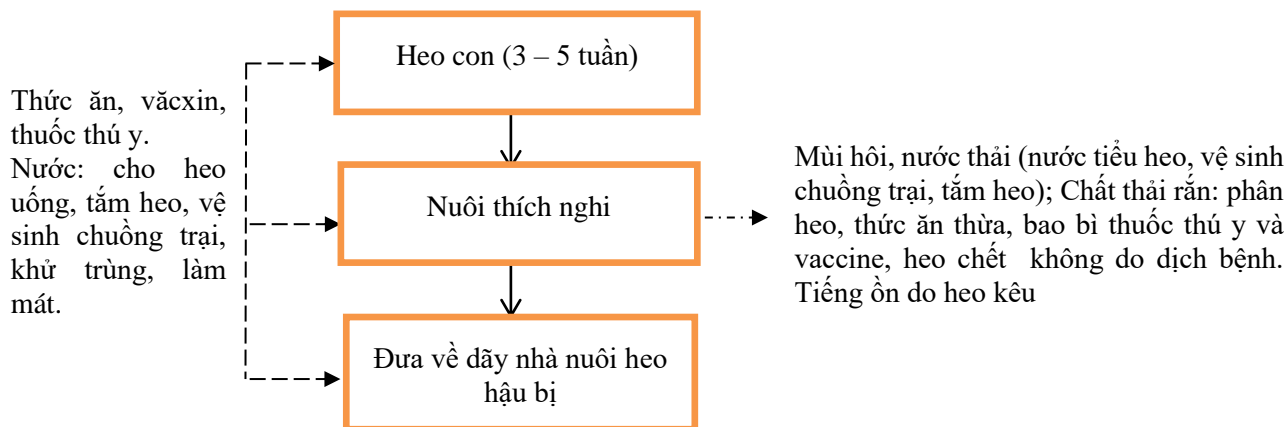 Heo con (3 – 5 tuần)
Thức ăn, văcxin,
thuốc thú y.
Nước: cho heo
uống, tắm heo, vệ
sinh chuồng trại,
khử trùng, làm
mát.
Nuôi thích nghi
Mùi hôi, nước thải (nước tiểu heo, vệ sinh
chuồng trại, tắm heo); Chất thải rắn: phân
heo, thức ăn thừa, bao bì thuốc thú y và
vaccine, heo chết không do dịch bệnh.
Tiếng ồn do heo kêu
Đưa về dãy nhà nuôi heo
hậu bị